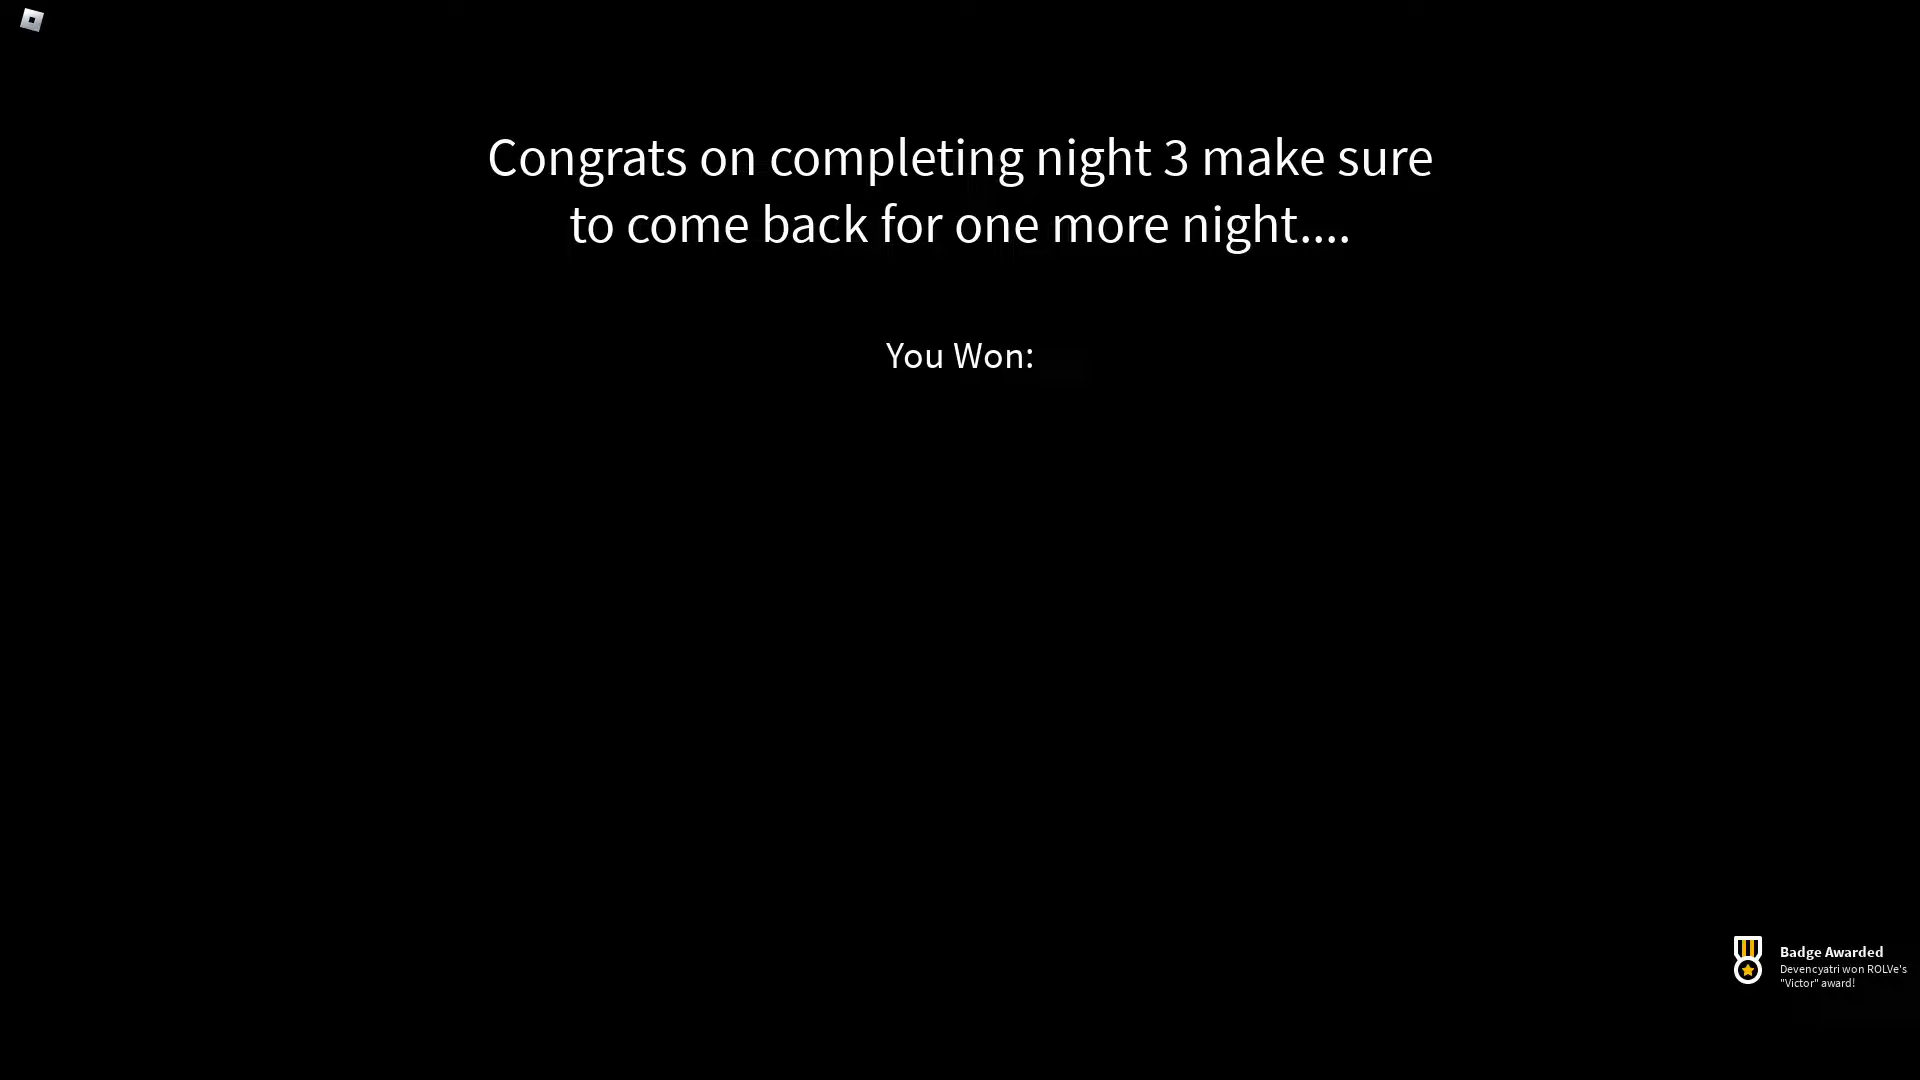 Congrats on completing night 3 make sure
to come back for one more night....
You Won:
Badge Awarded
Devencyatri won ROLVe's
"Victor" award!